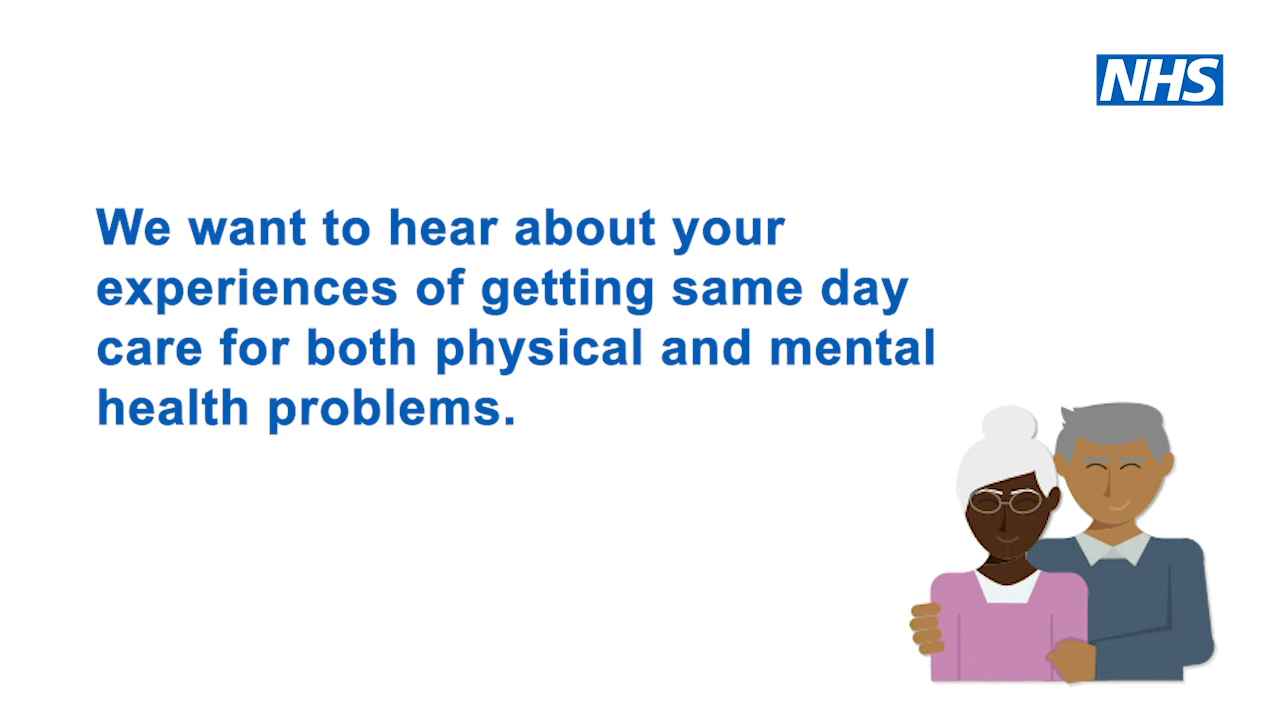 NHS
We want to hear about your
experiences of getting same day
care for both physical and mental
health problems.